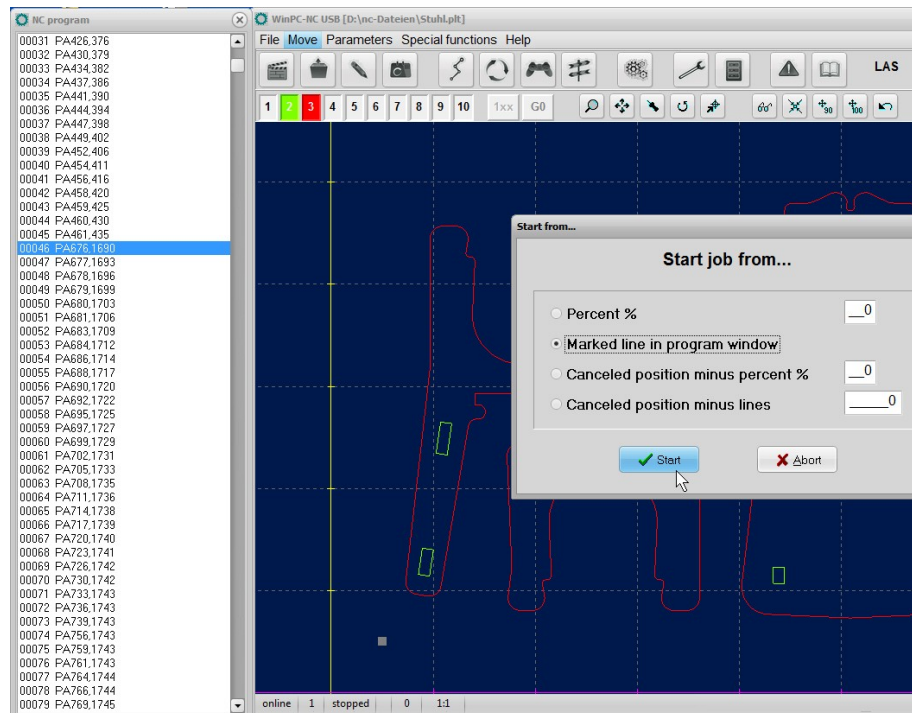 NC program
00031 PA426,376
00032 PA430,379
00033 PA434,382
00034 PA437,386
00035 PA441,390
00036 PA444,394
00037 PA447,398
00038 PA449,402
00039 PA452,406
00040 PA454,411
00041 PA456,416
00042 PA458,420
00043 PA459,425
00044 PA460,430
00045 PA461,435
00046 PA676,1690
00047 PA677,1693
00048 PA678,1696
00049 PA679,1699
00050 PA680,1703
00051 PA681,1706
00052 PA683,1709
00053 PA684,1712
00054 PA686,1714
00055 PA688,1717
00056 PA690,1720
00057 PA692,1722
00058 PA695,1725
00059 PA697,1727
00060 PA699,1729
00061 PA702,1731
00062 PA705,1733
00063 PA708,1735
00064 PA711,1736
00065 PA714,1738
00066 PA717,1739
00067 PA720,1740
00068 PA723,1741
00069 PA726,1742
00070 PA730,1742
00071 PA733,1743
00072 PA736,1743
00073 PA739,1743
00074 PA756,1743
00075 PA759,1743
00076 PA761,1743
00077 PA764,1744
00078 PA766,1744
00079 PA769,1745
WinPC-NC USB [D:\nc-Dateien\Stuhl.plt]
File Move Parameters Special functions Help
LAS
1 2 3 4 5 6 7 8 9 10 1xx G0
90 100
Start from...
Start job from...
Percent % __0
Marked line in program window
Canceled position minus percent % __0
Canceled position minus lines _____0
Start Abort
online 1 stopped 0 1:1